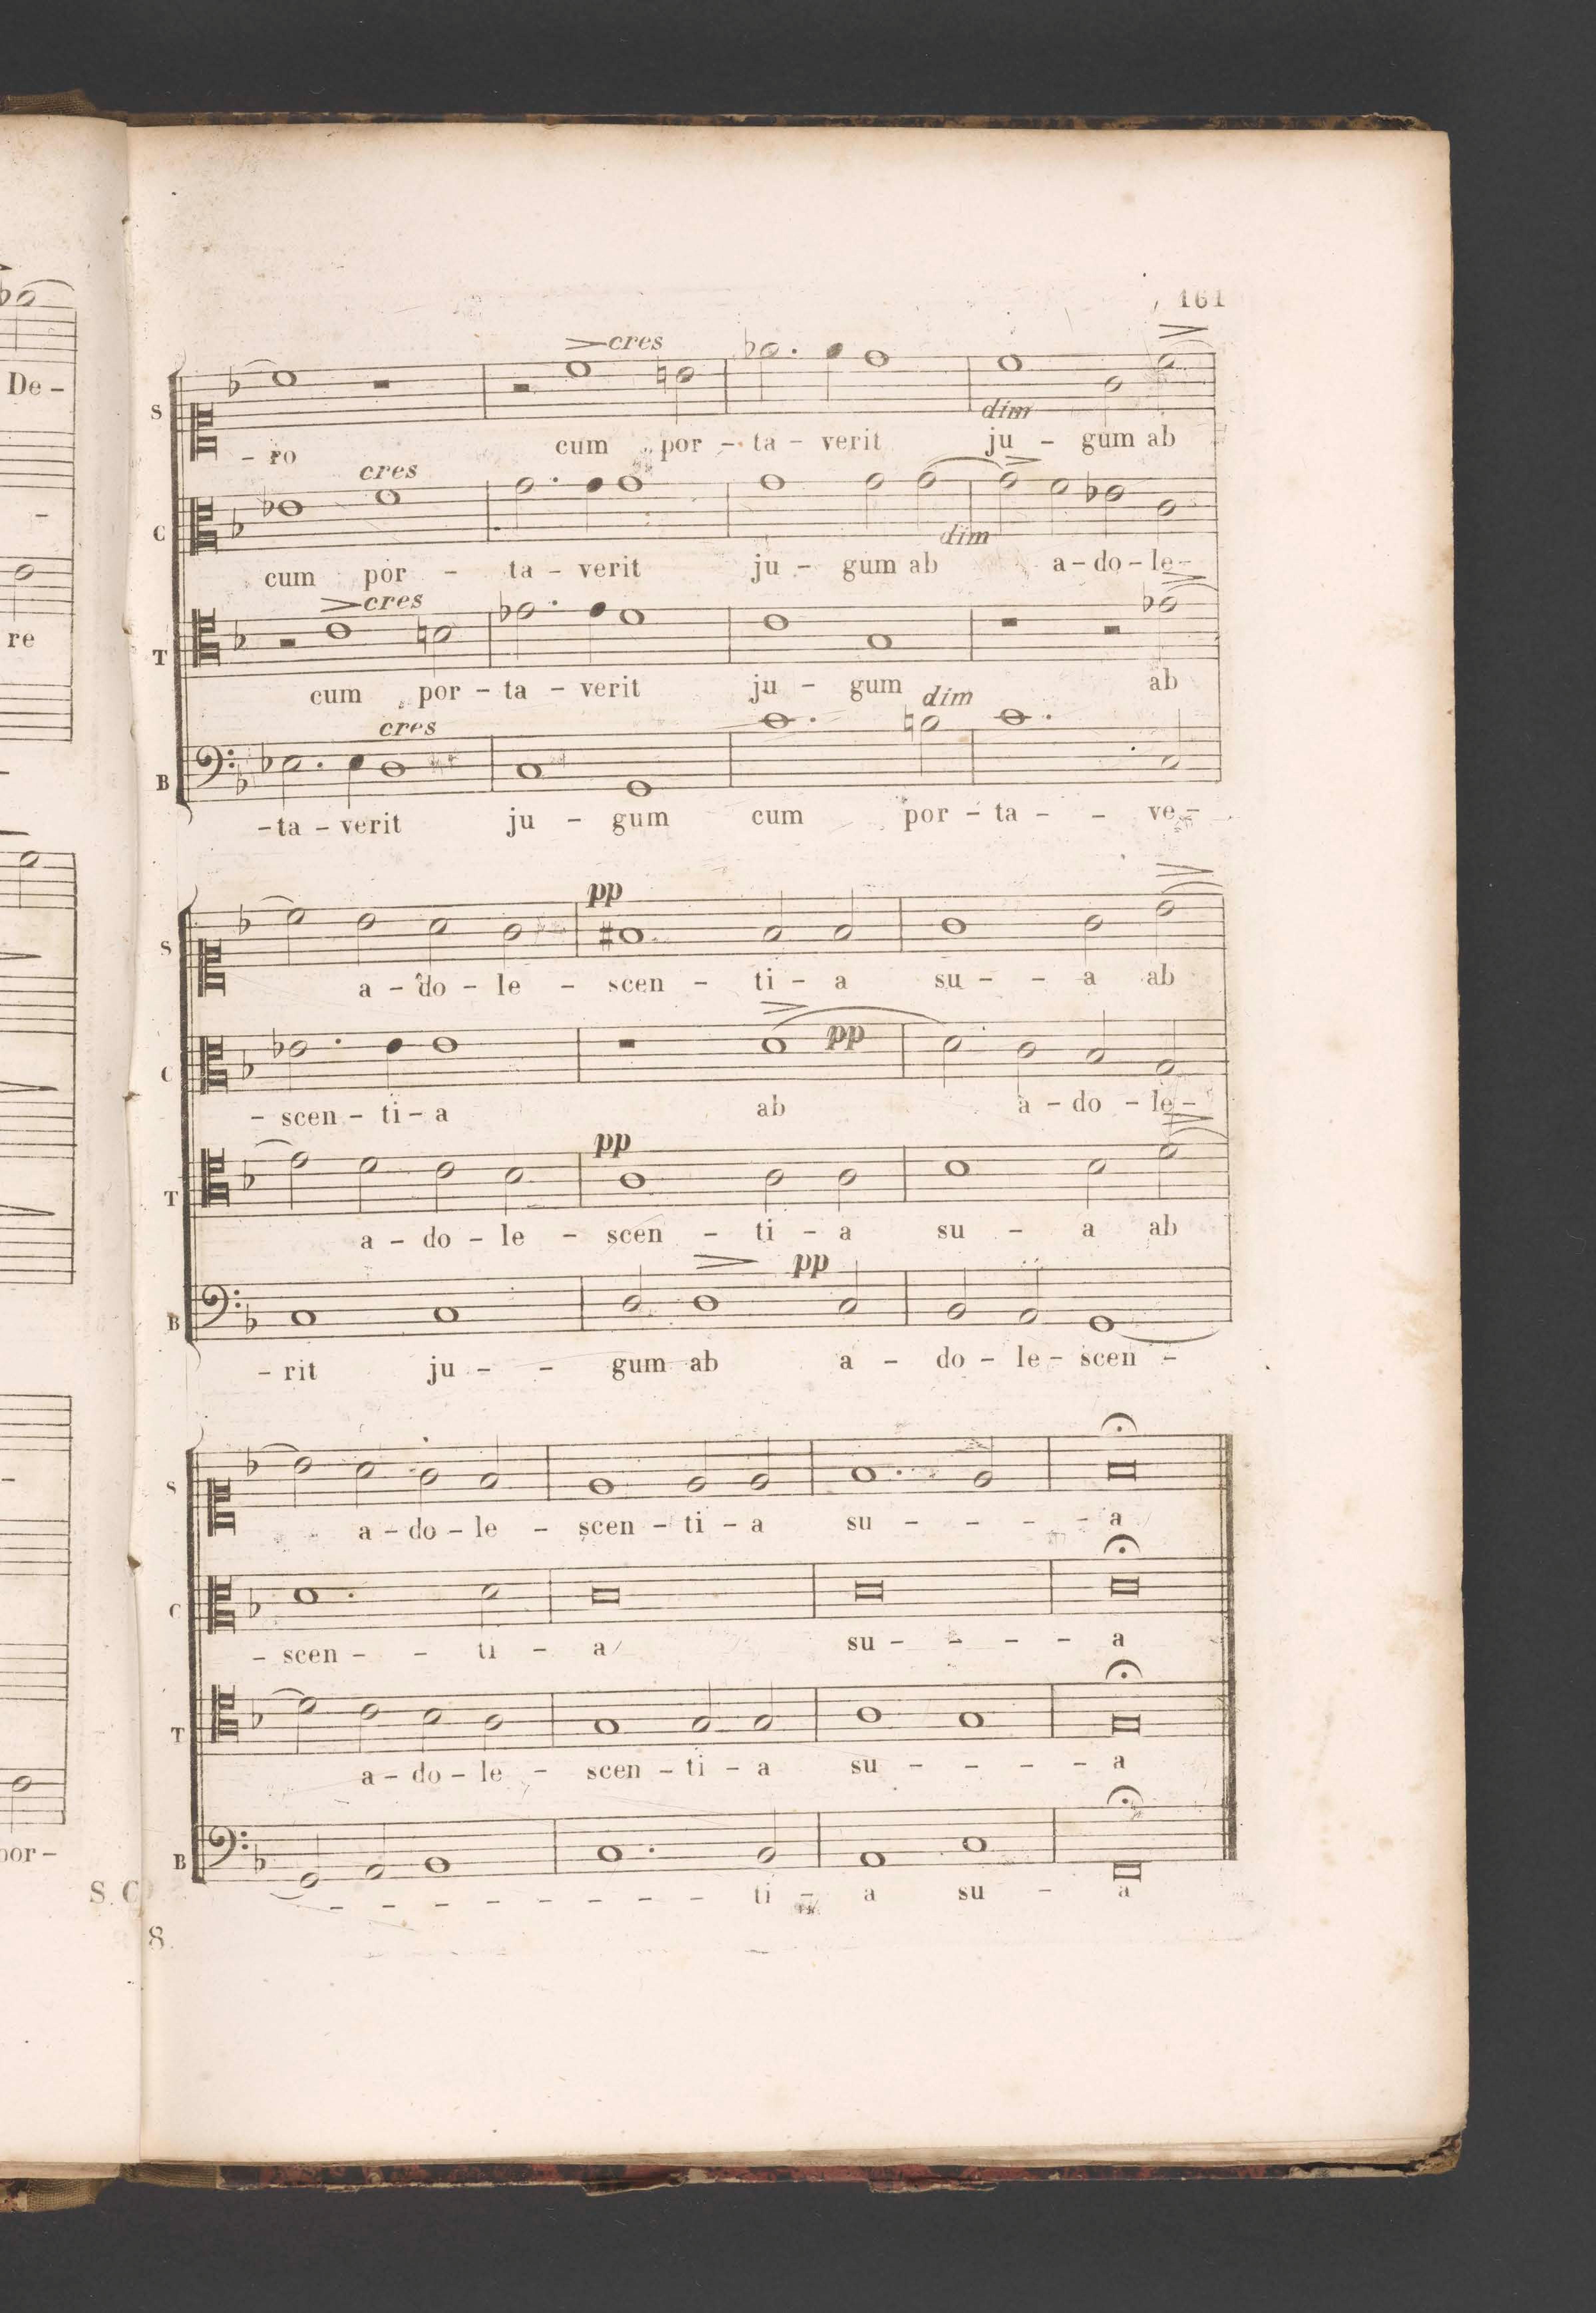 De-
-
re
-
por-
161
cres
S
dim
- ro cum por - ta - verit ju - gum ab
cres
C
dim
cum por - ta - verit ju - gum ab a - do - le -
cres
T
cum por - ta - verit ju - gum ab
dim
cres
B
- ta - verit ju - gum cum por - ta - - ve -
pp
S
a - do - le - scen - ti - a su - - a ab
pp
C
- scen - ti - a ab a - do - le -
pp
T
a - do - le - scen - ti - a su - a ab
pp
B
- rit ju - - gum ab a - do - le - scen -
S
a - do - le - scen - ti - a su - - - - a
C
- scen - - ti - a su - - - - a
T
a - do - le - scen - ti - a su - - - - a
B
- - - - - - - - ti - a su - a
S. C
8.